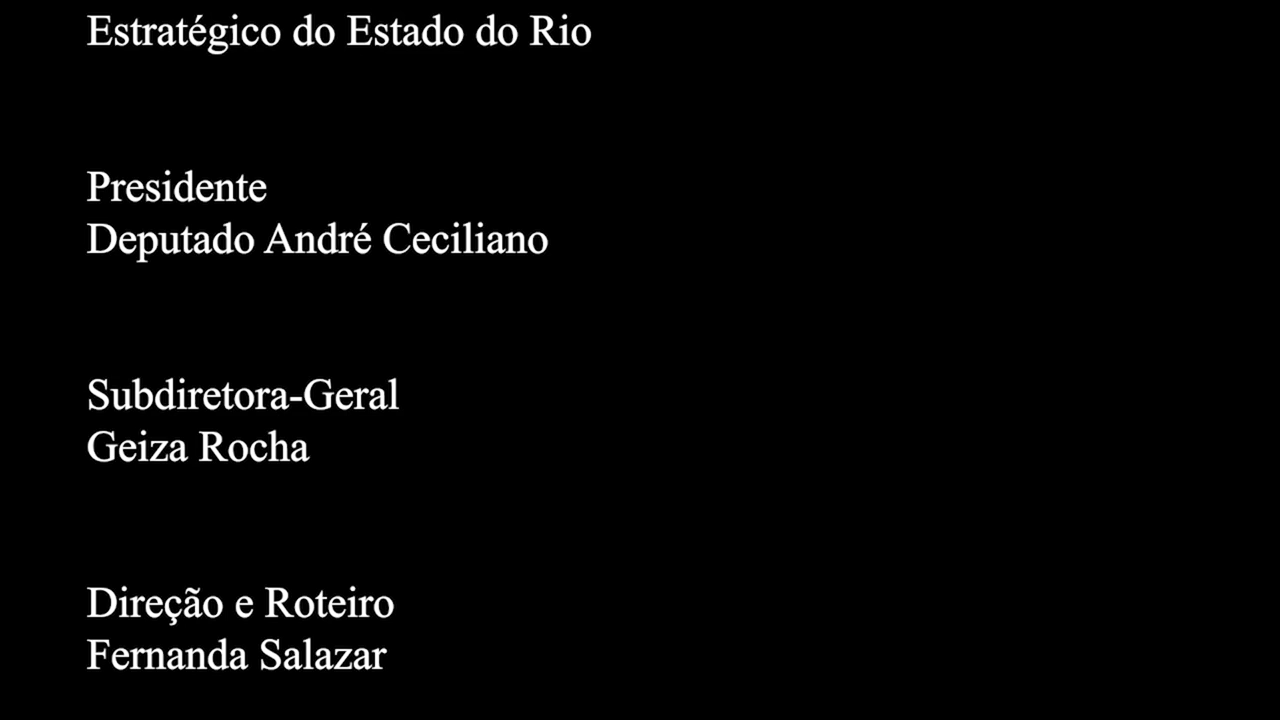 Estratégico do Estado do Rio
Presidente
Deputado André Ceciliano
Subdiretora-Geral
Geiza Rocha
Direção e Roteiro
Fernanda Salazar